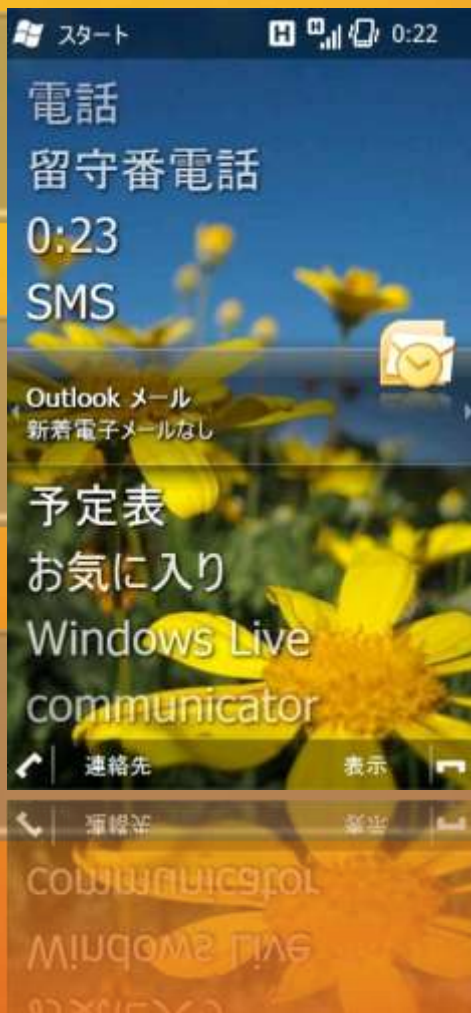 スタート 0:22
電話
留守番電話
0:23
SMS
Outlook メール
新着電子メールなし
予定表
お気に入り
Windows Live
communicator
連絡先 表示